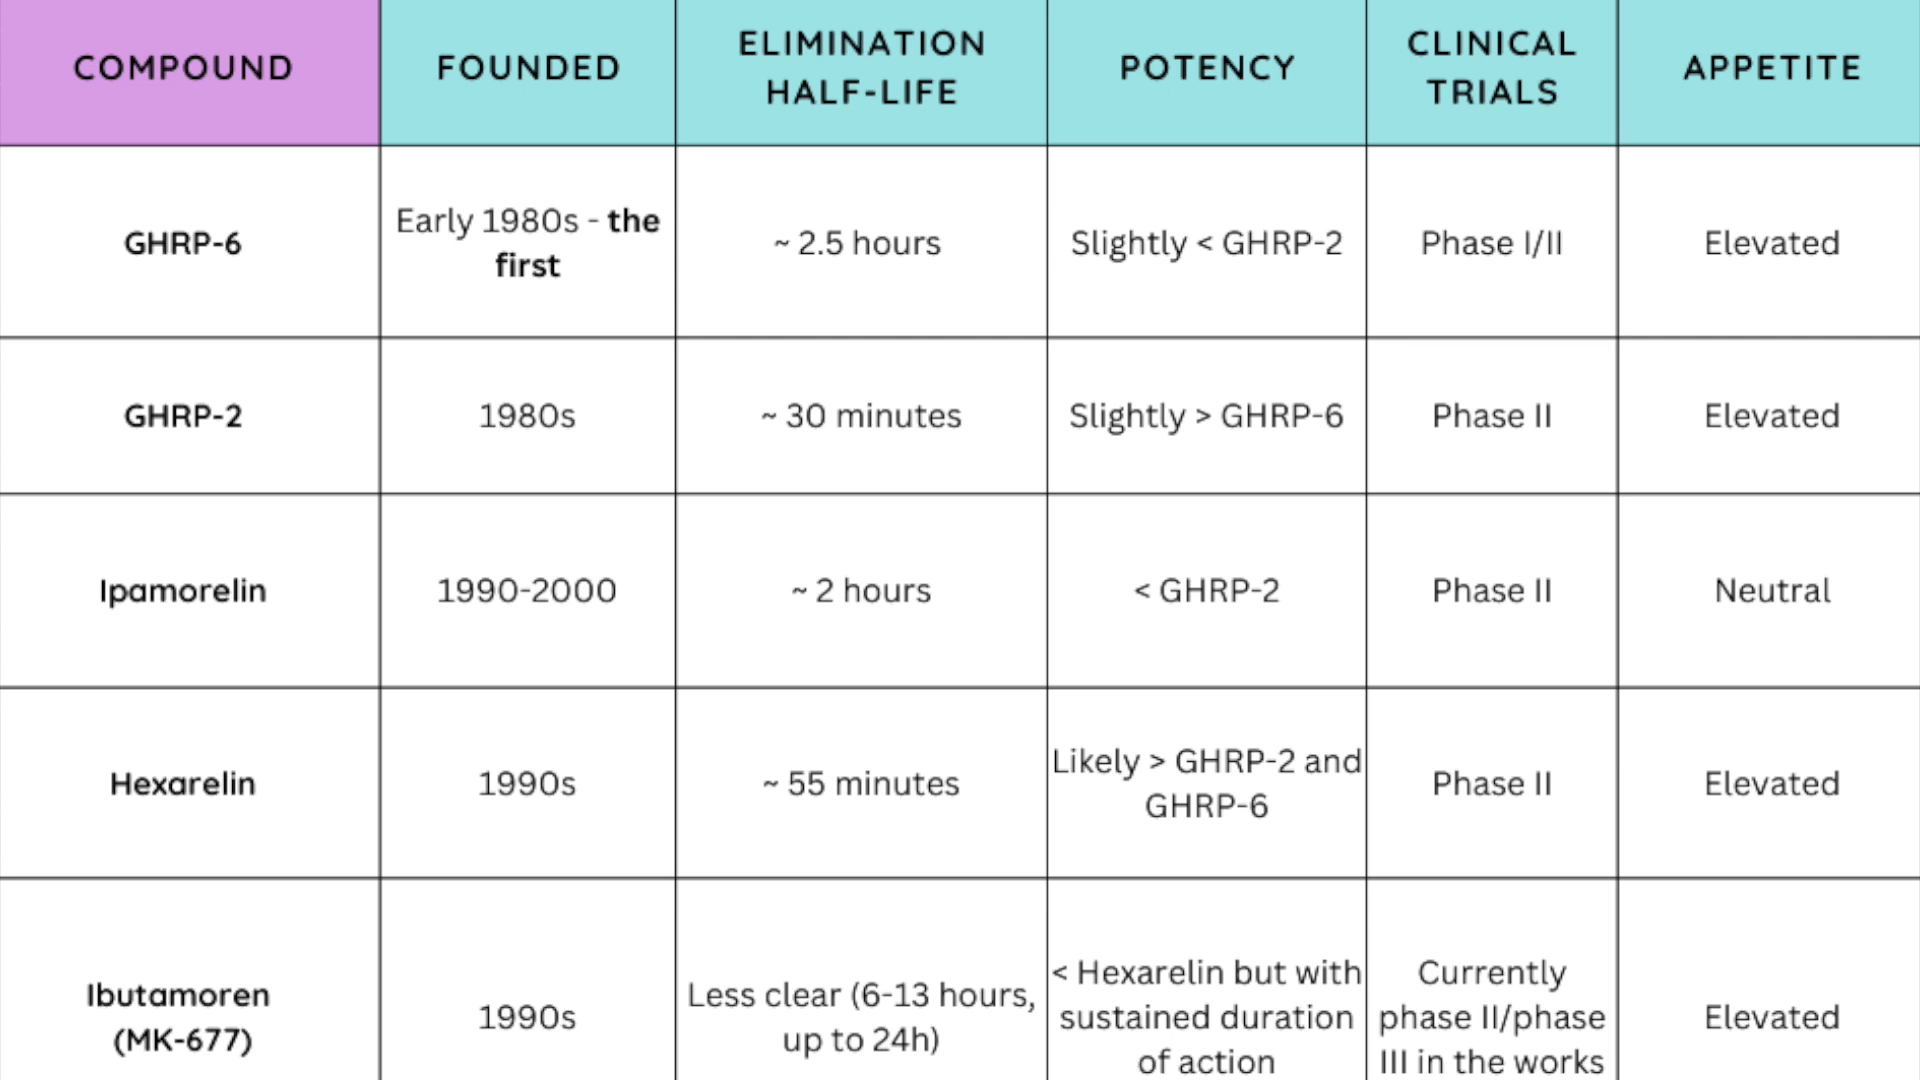 COMPOUND
FOUNDED
ELIMINATION
HALF-LIFE
POTENCY
CLINICAL
TRIALS
APPETITE
GHRP-6
Early 1980s - the
first
~ 2.5 hours
Slightly < GHRP-2
Phase I/II
Elevated
GHRP-2
1980s
~ 30 minutes
Slightly > GHRP-6
Phase II
Elevated
Ipamorelin
1990-2000
~ 2 hours
< GHRP-2
Phase II
Neutral
Hexarelin
1990s
~ 55 minutes
Likely > GHRP-2 and
GHRP-6
Phase II
Elevated
Ibutamoren
(MK-677)
1990s
Less clear (6-13 hours,
up to 24h)
< Hexarelin but with
sustained duration
of action
Currently
phase II/phase
III in the works
Elevated